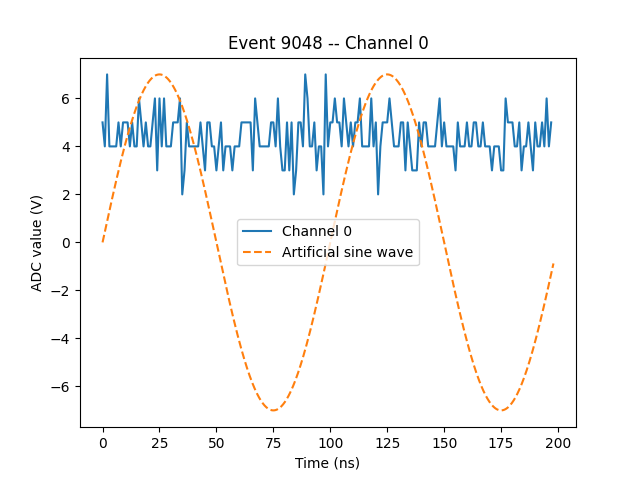 Event 9048 -- Channel 0
ADC value (V)
6
4
2
0
−2
−4
−6
Channel 0
Artificial sine wave
0 25 50 75 100 125 150 175 200
Time (ns)